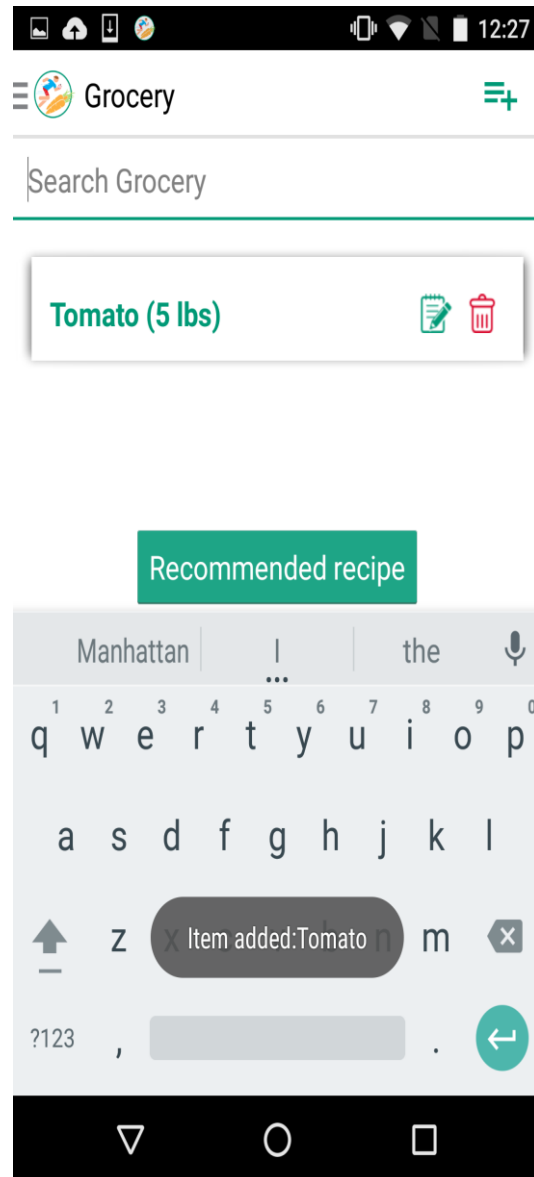 12:27
Grocery
Search Grocery
Tomato (5 lbs)
Recommended recipe
Manhattan I the
1 2 3 4 5 6 7 8 9 0
q w e r t y u i o p
a s d f g h j k l
z x n m
Item added:Tomato
?123 , .